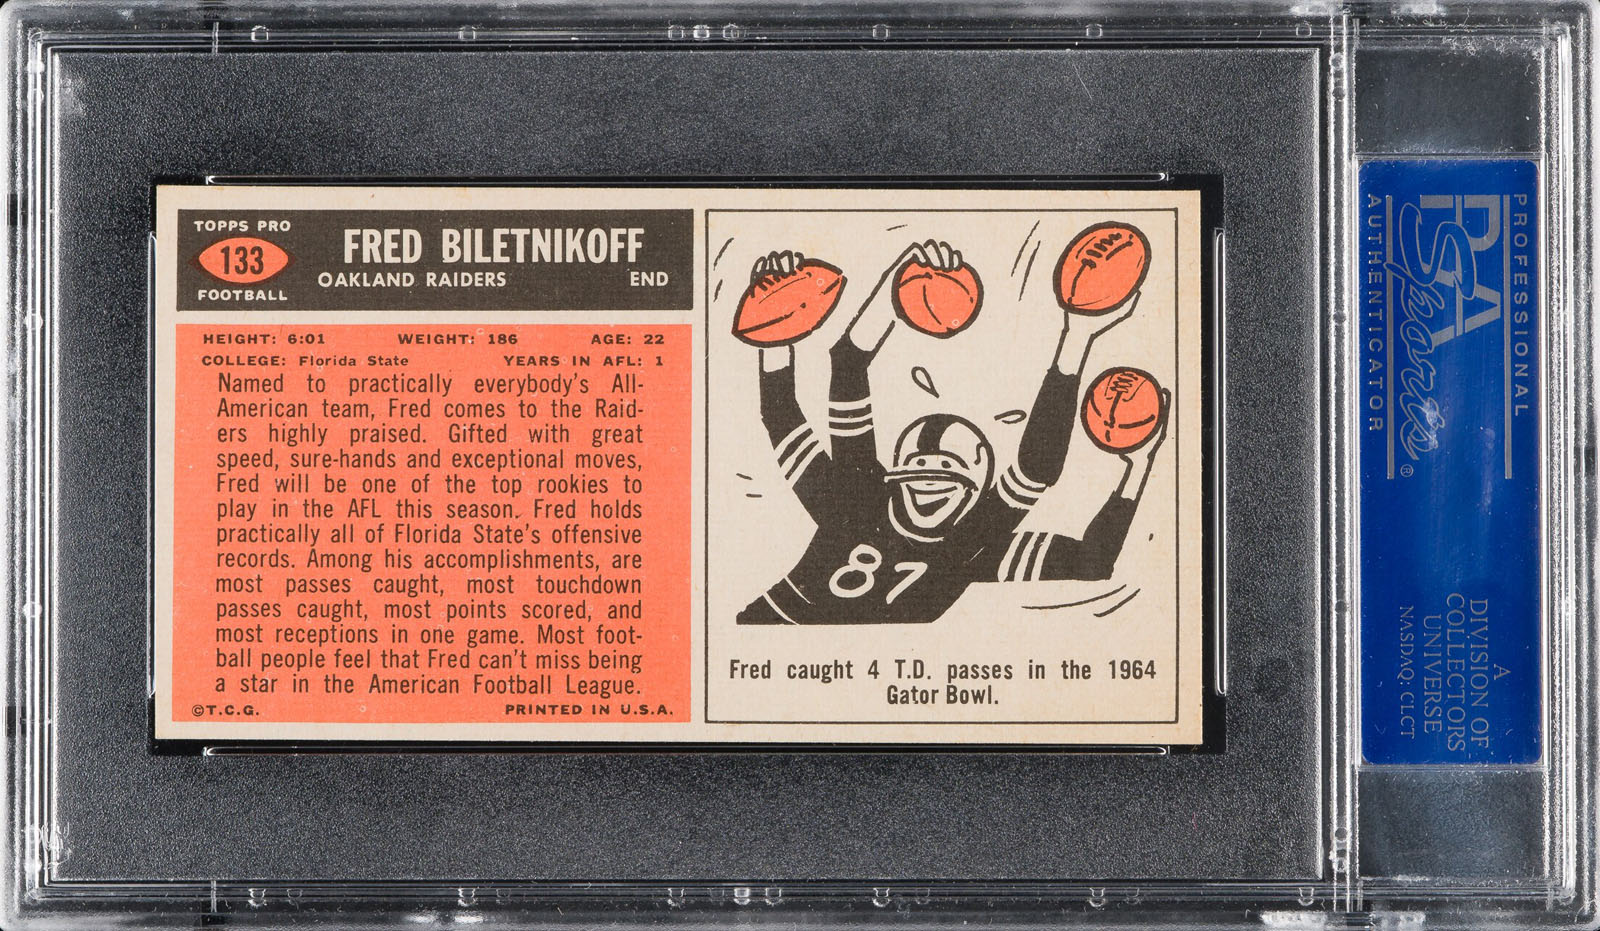 TOPPS PRO
133
FOOTBALL
FRED BILETNIKOFF
OAKLAND RAIDERS END
HEIGHT: 6:01 WEIGHT: 186 AGE: 22
COLLEGE: Florida State YEARS IN AFL: 1
Named to practically everybody's All-
American team, Fred comes to the Raid-
ers highly praised. Gifted with great
speed, sure-hands and exceptional moves,
Fred will be one of the top rookies to
play in the AFL this season. Fred holds
practically all of Florida State's offensive
records. Among his accomplishments, are
most passes caught, most touchdown
passes caught, most points scored, and
most receptions in one game. Most foot-
ball people feel that Fred can't miss being
a star in the American Football League.
©T.C.G. PRINTED IN U.S.A.
87
Fred caught 4 T.D. passes in the 1964
Gator Bowl.
PROFESSIONAL
PSA
Sports®
AUTHENTICATOR
A
DIVISION OF
COLLECTORS
UNIVERSE
NASDAQ: CLCT